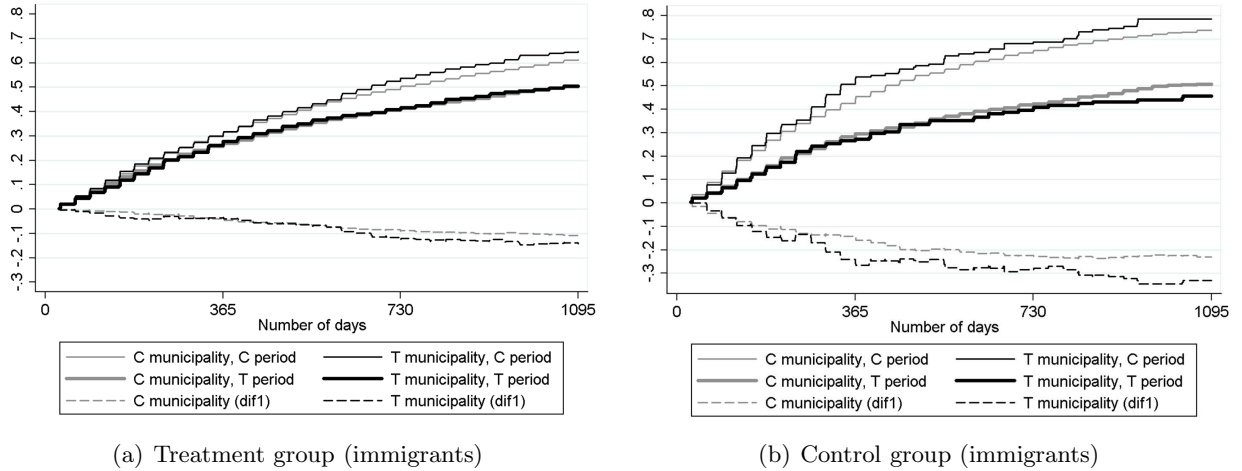 .8
.7
.6
.5
.4
.3
.2
.1
0
-.1
-.2
-.3
0 365 730 1095
Number of days
C municipality, C period T municipality, C period
C municipality, T period T municipality, T period
C municipality (dif1) T municipality (dif1)
(a) Treatment group (immigrants)
.8
.7
.6
.5
.4
.3
.2
.1
0
-.1
-.2
-.3
0 365 730 1095
Number of days
C municipality, C period T municipality, C period
C municipality, T period T municipality, T period
C municipality (dif1) T municipality (dif1)
(b) Control group (immigrants)